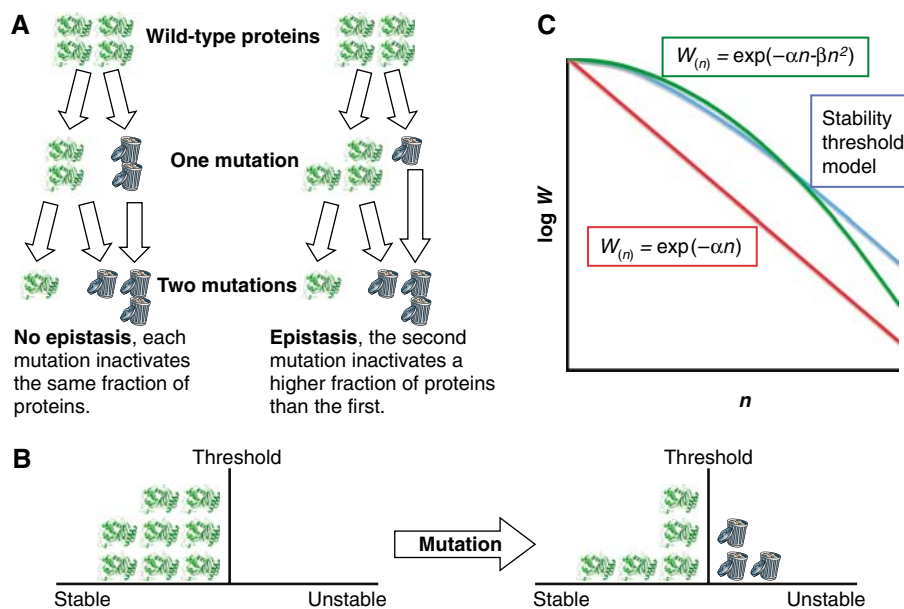 A
Wild-type proteins
One mutation
Two mutations
No epistasis, each
mutation inactivates
the same fraction of
proteins.
Epistasis, the second
mutation inactivates a
higher fraction of proteins
than the first.
C
W(n) = exp(−αn-βn²)
Stability
threshold
model
W(n) = exp(−αn)
log W
n
B
Threshold
Stable
Unstable
Mutation
Threshold
Stable
Unstable